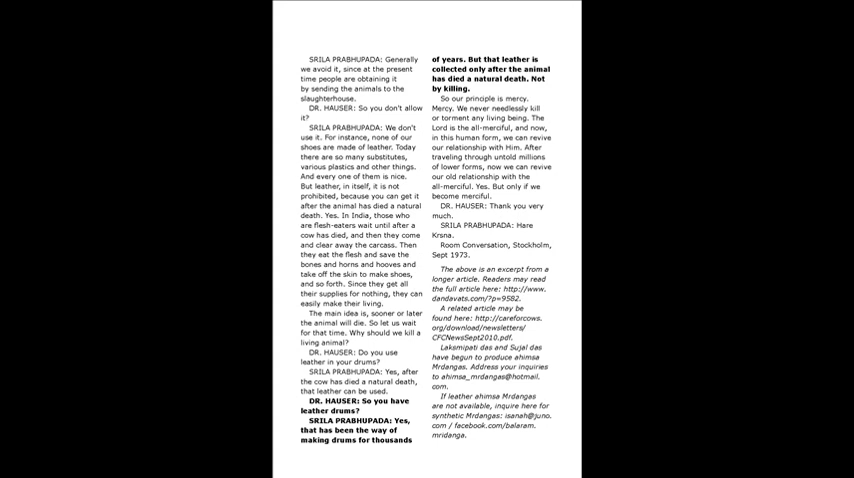 SRILA PRABHUPADA: Generally
we avoid it, since at the present
time people are obtaining it
by sending the animals to the
slaughterhouse.
DR. HAUSER: So you don't allow
it?
SRILA PRABHUPADA: We don't
use it. For instance, none of our
shoes are made of leather. Today
there are so many substitutes,
various plastics and other things.
And every one of them is nice.
But leather, in itself, it is not
prohibited, because you can get it
after the animal has died a natural
death. Yes. In India, those who
are flesh-eaters wait until after a
cow has died, and then they come
and clear away the carcass. Then
they eat the flesh and save the
bones and horns and hooves and
take off the skin to make shoes,
and so forth. Since they get all
their supplies for nothing, they can
easily make their living.
The main idea is, sooner or later
the animal will die. So let us wait
for that time. Why should we kill a
living animal?
DR. HAUSER: Do you use
leather in your drums?
SRILA PRABHUPADA: Yes, after
the cow has died a natural death,
that leather can be used.
DR. HAUSER: So you have
leather drums?
SRILA PRABHUPADA: Yes,
that has been the way of
making drums for thousands
of years. But that leather is
collected only after the animal
has died a natural death. Not
by killing.
So our principle is mercy.
Mercy. We never needlessly kill
or torment any living being. The
Lord is the all-merciful, and now,
in this human form, we can revive
our relationship with Him. After
traveling through untold millions
of lower forms, now we can revive
our old relationship with the
all-merciful. Yes. But only if we
become merciful.
DR. HAUSER: Thank you very
much.
SRILA PRABHUPADA: Hare
Krsna.
Room Conversation, Stockholm,
Sept 1973.
The above is an excerpt from a
longer article. Readers may read
the full article here: http://www.
dandavats.com/?p=9582.
A related article may be
found here: http://careforcows.
org/download/newsletters/
CFCNewsSept2010.pdf.
Laksmipati das and Sujal das
have begun to produce ahimsa
Mrdangas. Address your inquiries
to ahimsa_mrdangas@hotmail.
com.
If leather ahimsa Mrdangas
are not available, inquire here for
synthetic Mrdangas: isanah@juno.
com / facebook.com/balaram.
mridanga.